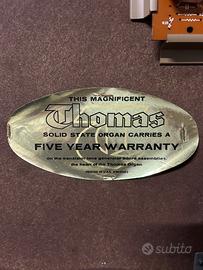 THIS MAGNIFICENT
Thomas
SOLID STATE ORGAN CARRIES A
FIVE YEAR WARRANTY
On the transistor tone generator board assemblies,
the heart of the Thomas Organ
subito